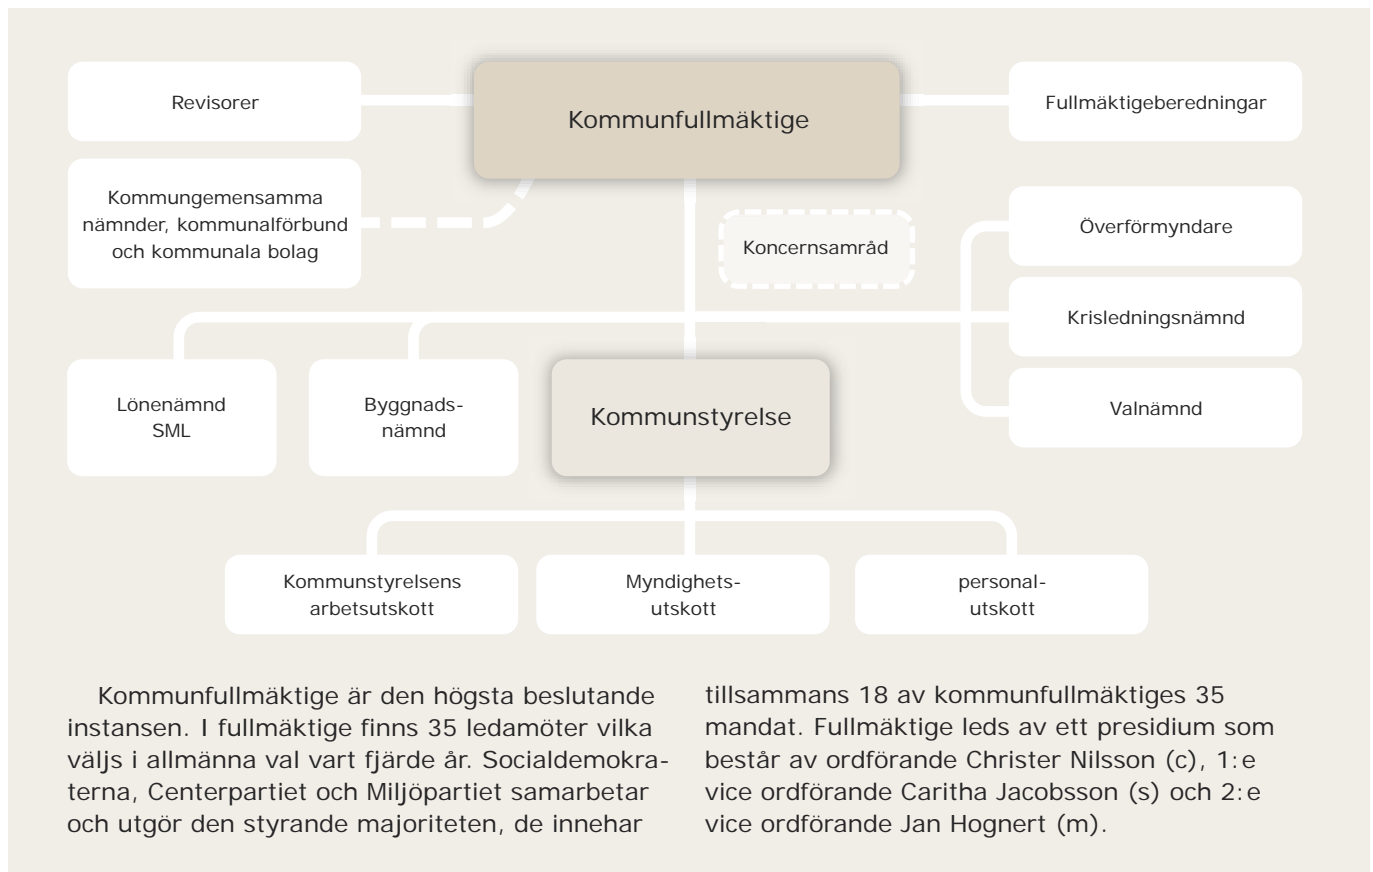 Revisorer
Kommunfullmäktige
Fullmäktigeberedningar
Kommungemensamma
nämnder, kommunalförbund
och kommunala bolag
Koncernsamråd
Överförmyndare
Krisledningsnämnd
Valnämnd
Lönenämnd
SML
Byggnads-
nämnd
Kommunstyrelse
Kommunstyrelsens
arbetsutskott
Myndighets-
utskott
personal-
utskott
Kommunfullmäktige är den högsta beslutande
instansen. I fullmäktige finns 35 ledamöter vilka
väljs i allmänna val vart fjärde år. Socialdemokra-
terna, Centerpartiet och Miljöpartiet samarbetar
och utgör den styrande majoriteten, de innehar
tillsammans 18 av kommunfullmäktiges 35
mandat. Fullmäktige leds av ett presidium som
består av ordförande Christer Nilsson (c), 1:e
vice ordförande Caritha Jacobsson (s) och 2:e
vice ordförande Jan Hognert (m).